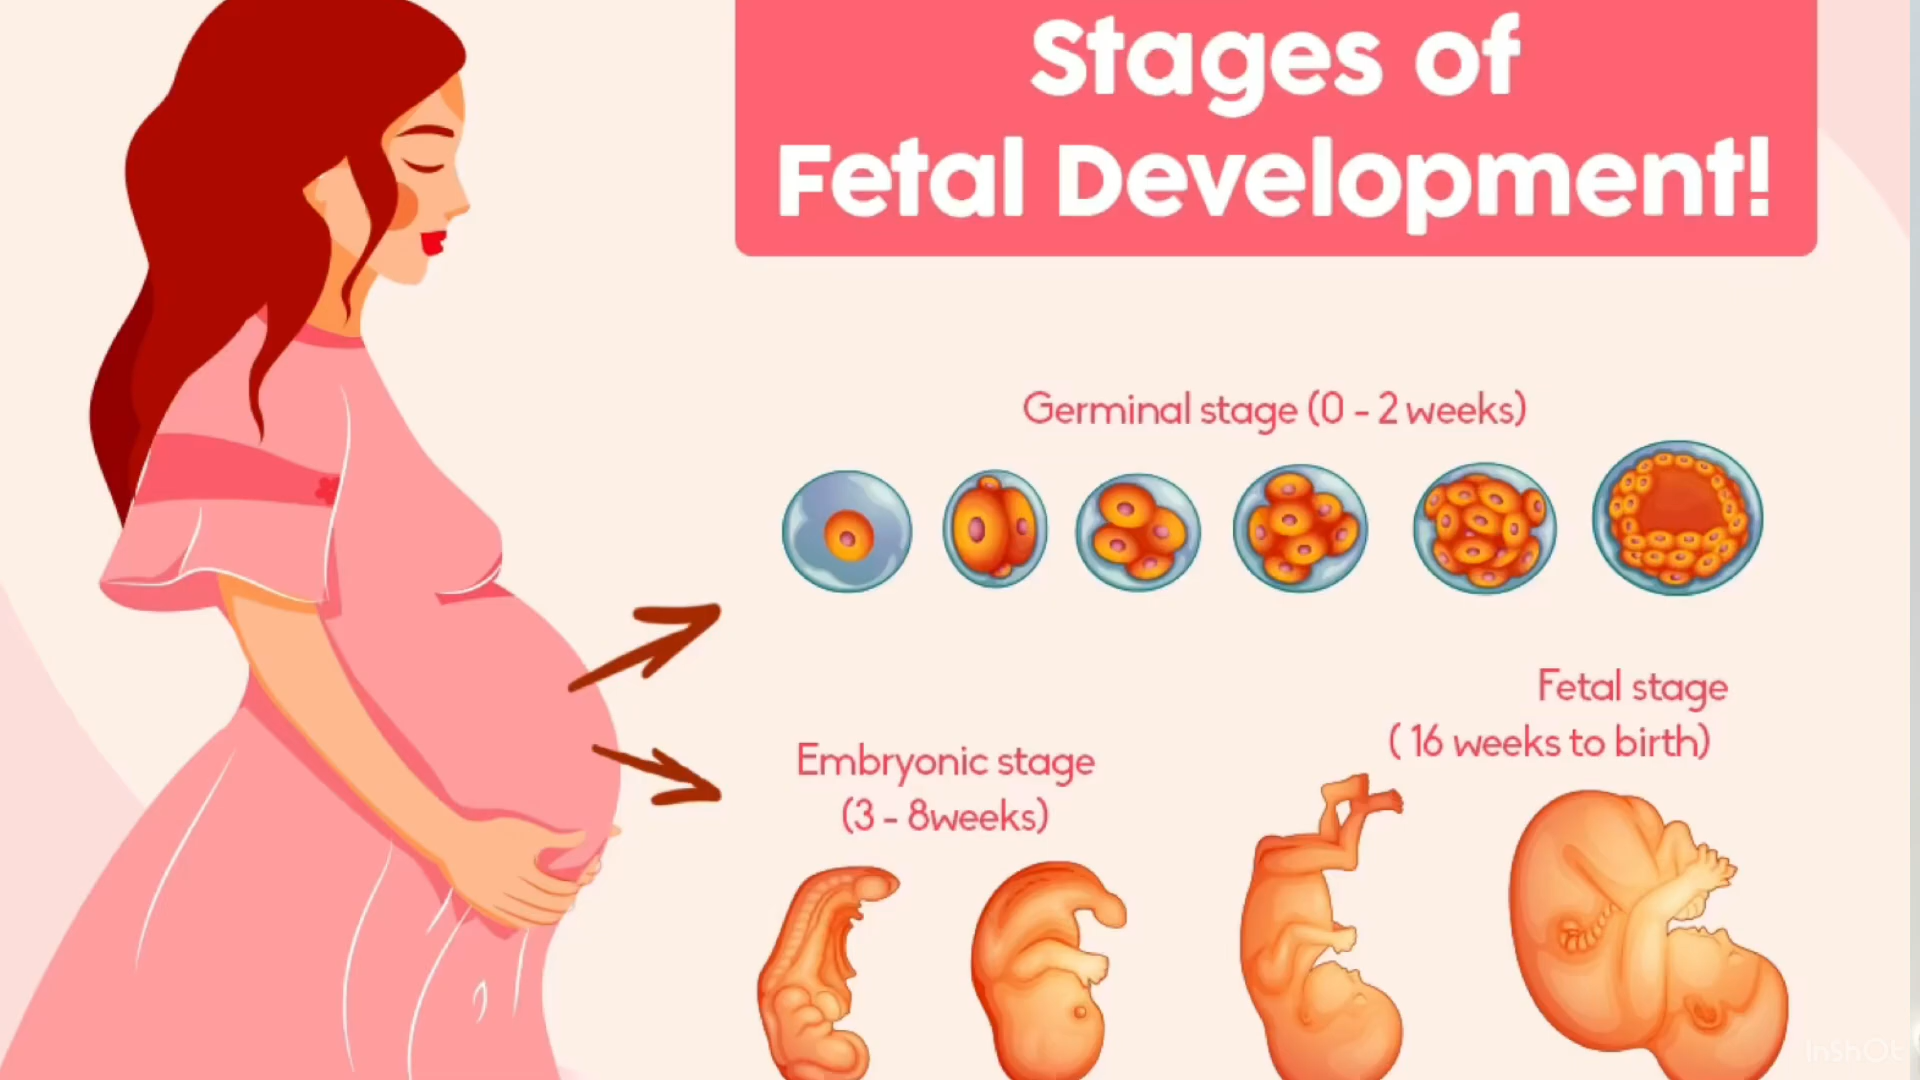 Stages of
Fetal Development!
Germinal stage (0 - 2 weeks)
Fetal stage
( 16 weeks to birth)
Embryonic stage
(3 - 8weeks)
InShOt